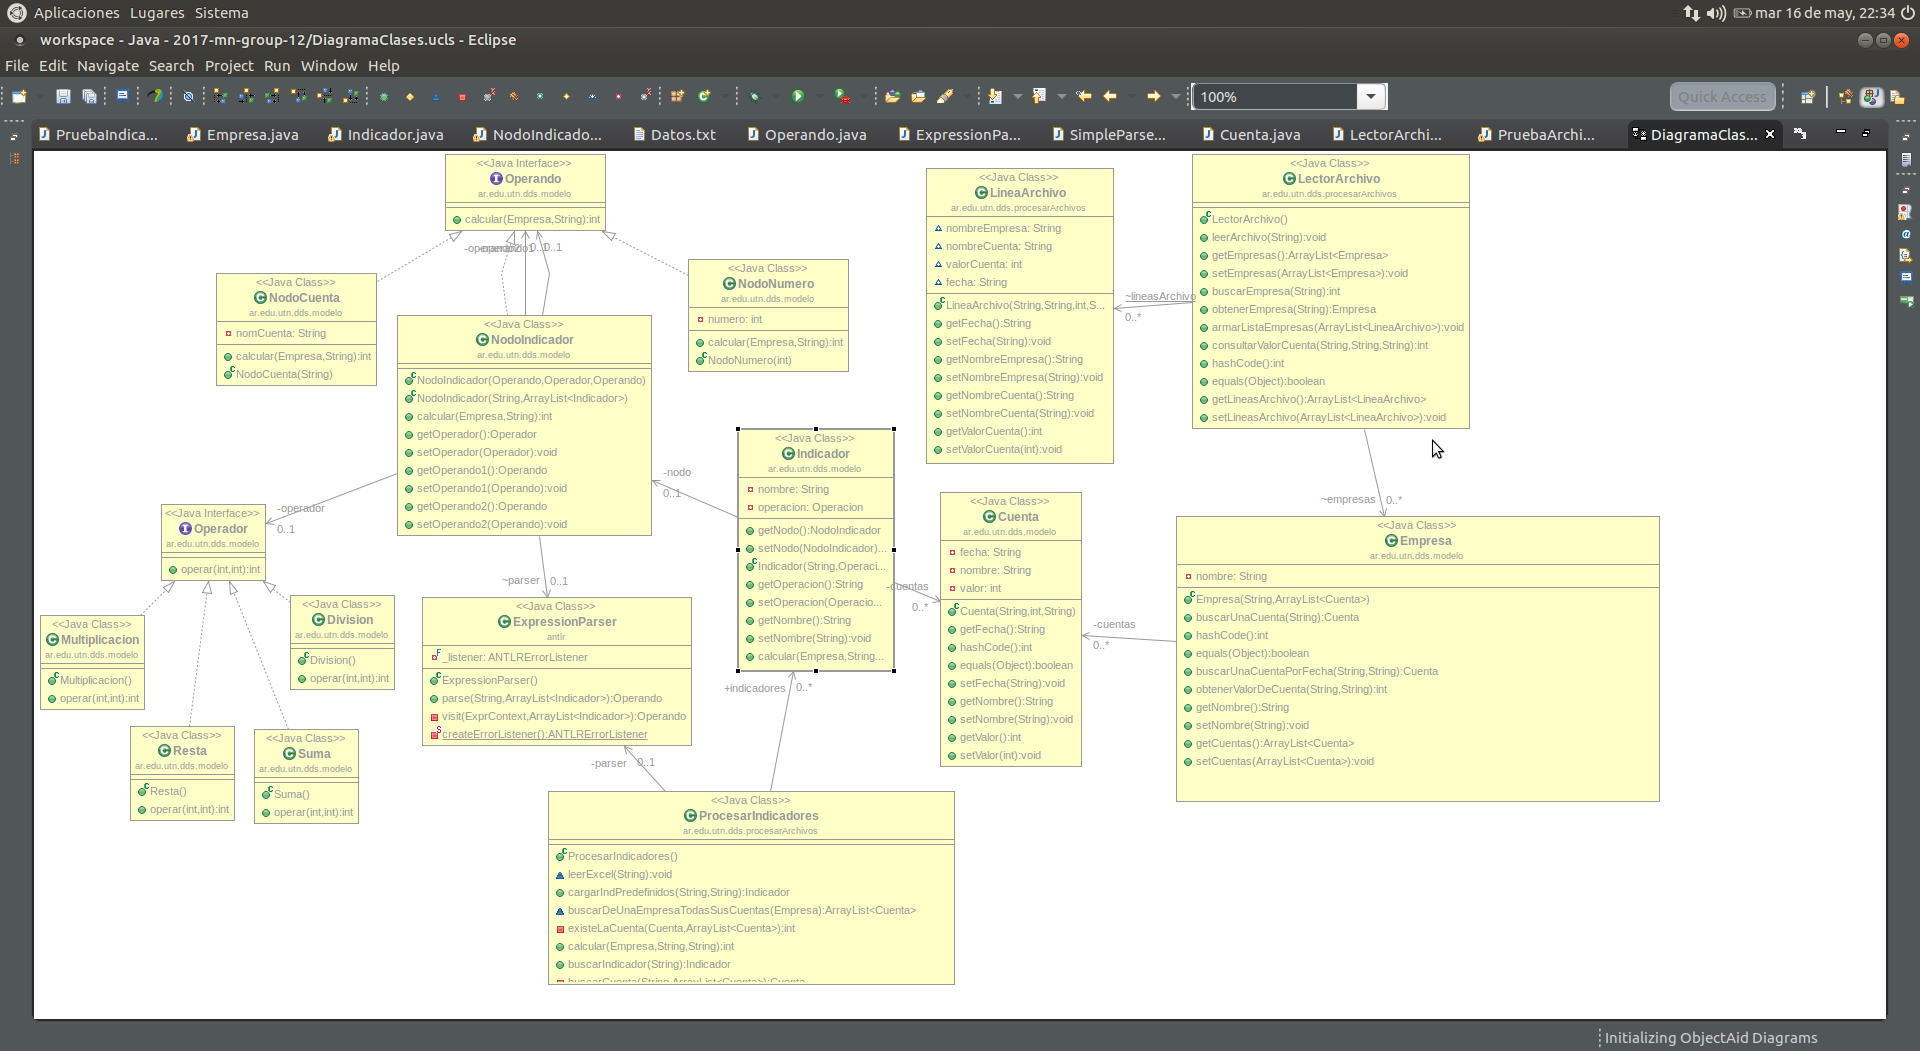 Aplicaciones Lugares Sistema
mar 16 de may, 22:34
workspace - Java - 2017-mn-group-12/DiagramaClases.ucls - Eclipse
File Edit Navigate Search Project Run Window Help
100%
Quick Access
PruebaIndica...
Empresa.java
Indicador.java
NodoIndicado...
Datos.txt
Operando.java
ExpressionPa...
SimpleParse...
Cuenta.java
LectorArchi...
PruebaArchi...
DiagramaClas...
<<Java Interface>>
Operando
ar.edu.utn.dds.modelo
calcular(Empresa,String):int
0..1
<<Java Class>>
NodoCuenta
ar.edu.utn.dds.modelo
nomCuenta: String
calcular(Empresa,String):int
NodoCuenta(String)
<<Java Class>>
NodoIndicador
ar.edu.utn.dds.modelo
NodoIndicador(Operando,Operador,Operando)
NodoIndicador(String,ArrayList<Indicador>)
calcular(Empresa,String):int
getOperador():Operador
setOperador(Operador):void
getOperando1():Operando
setOperando1(Operando):void
getOperando2():Operando
setOperando2(Operando):void
<<Java Class>>
NodoNumero
ar.edu.utn.dds.modelo
numero: int
calcular(Empresa,String):int
NodoNumero(int)
-operador
0..1
<<Java Interface>>
Operador
ar.edu.utn.dds.modelo
operar(int,int):int
<<Java Class>>
Multiplicacion
ar.edu.utn.dds.modelo
Multiplicacion()
operar(int,int):int
<<Java Class>>
Division
ar.edu.utn.dds.modelo
Division()
operar(int,int):int
<<Java Class>>
Resta
ar.edu.utn.dds.modelo
Resta()
operar(int,int):int
<<Java Class>>
Suma
ar.edu.utn.dds.modelo
Suma()
operar(int,int):int
~parser 0..1
<<Java Class>>
ExpressionParser
antlr
_listener: ANTLRErrorListener
ExpressionParser()
parse(String,ArrayList<Indicador>):Operando
visit(ExprContext,ArrayList<Indicador>):Operando
createErrorListener():ANTLRErrorListener
-parser 0..1
-nodo
0..1
<<Java Class>>
Indicador
ar.edu.utn.dds.modelo
nombre: String
operacion: Operacion
getNodo():NodoIndicador
setNodo(NodoIndicador)...
Indicador(String,Operaci...
getOperacion():String
setOperacion(Operacio...
getNombre():String
setNombre(String):void
calcular(Empresa,String...
+indicadores 0..*
<<Java Class>>
ProcesarIndicadores
ar.edu.utn.dds.procesarArchivos
ProcesarIndicadores()
leerExcel(String):void
cargarIndPredefinidos(String,String):Indicador
buscarDeUnaEmpresaTodasSusCuentas(Empresa):ArrayList<Cuenta>
existeLaCuenta(Cuenta,ArrayList<Cuenta>):int
calcular(Empresa,String,String):int
buscarIndicador(String):Indicador
buscarCuenta(String,ArrayList<Cuenta>):Cuenta
<<Java Class>>
LineaArchivo
ar.edu.utn.dds.procesarArchivos
nombreEmpresa: String
nombreCuenta: String
valorCuenta: int
fecha: String
LineaArchivo(String,String,int,S...
getFecha():String
setFecha(String):void
getNombreEmpresa():String
setNombreEmpresa(String):void
getNombreCuenta():String
setNombreCuenta(String):void
getValorCuenta():int
setValorCuenta(int):void
~lineasArchivo
0..*
<<Java Class>>
LectorArchivo
ar.edu.utn.dds.procesarArchivos
LectorArchivo()
leerArchivo(String):void
getEmpresas():ArrayList<Empresa>
setEmpresas(ArrayList<Empresa>):void
buscarEmpresa(String):int
obtenerEmpresa(String):Empresa
armarListaEmpresas(ArrayList<LineaArchivo>):void
consultarValorCuenta(String,String,String):int
hashCode():int
equals(Object):boolean
getLineasArchivo():ArrayList<LineaArchivo>
setLineasArchivo(ArrayList<LineaArchivo>):void
~empresas 0..*
-cuentas
0..*
<<Java Class>>
Cuenta
ar.edu.utn.dds.modelo
fecha: String
nombre: String
valor: int
Cuenta(String,int,String)
getFecha():String
hashCode():int
equals(Object):boolean
setFecha(String):void
getNombre():String
setNombre(String):void
getValor():int
setValor(int):void
-cuentas
0..*
<<Java Class>>
Empresa
ar.edu.utn.dds.modelo
nombre: String
Empresa(String,ArrayList<Cuenta>)
buscarUnaCuenta(String):Cuenta
hashCode():int
equals(Object):boolean
buscarUnaCuentaPorFecha(String,String):Cuenta
obtenerValorDeCuenta(String,String):int
getNombre():String
setNombre(String):void
getCuentas():ArrayList<Cuenta>
setCuentas(ArrayList<Cuenta>):void
Initializing ObjectAid Diagrams